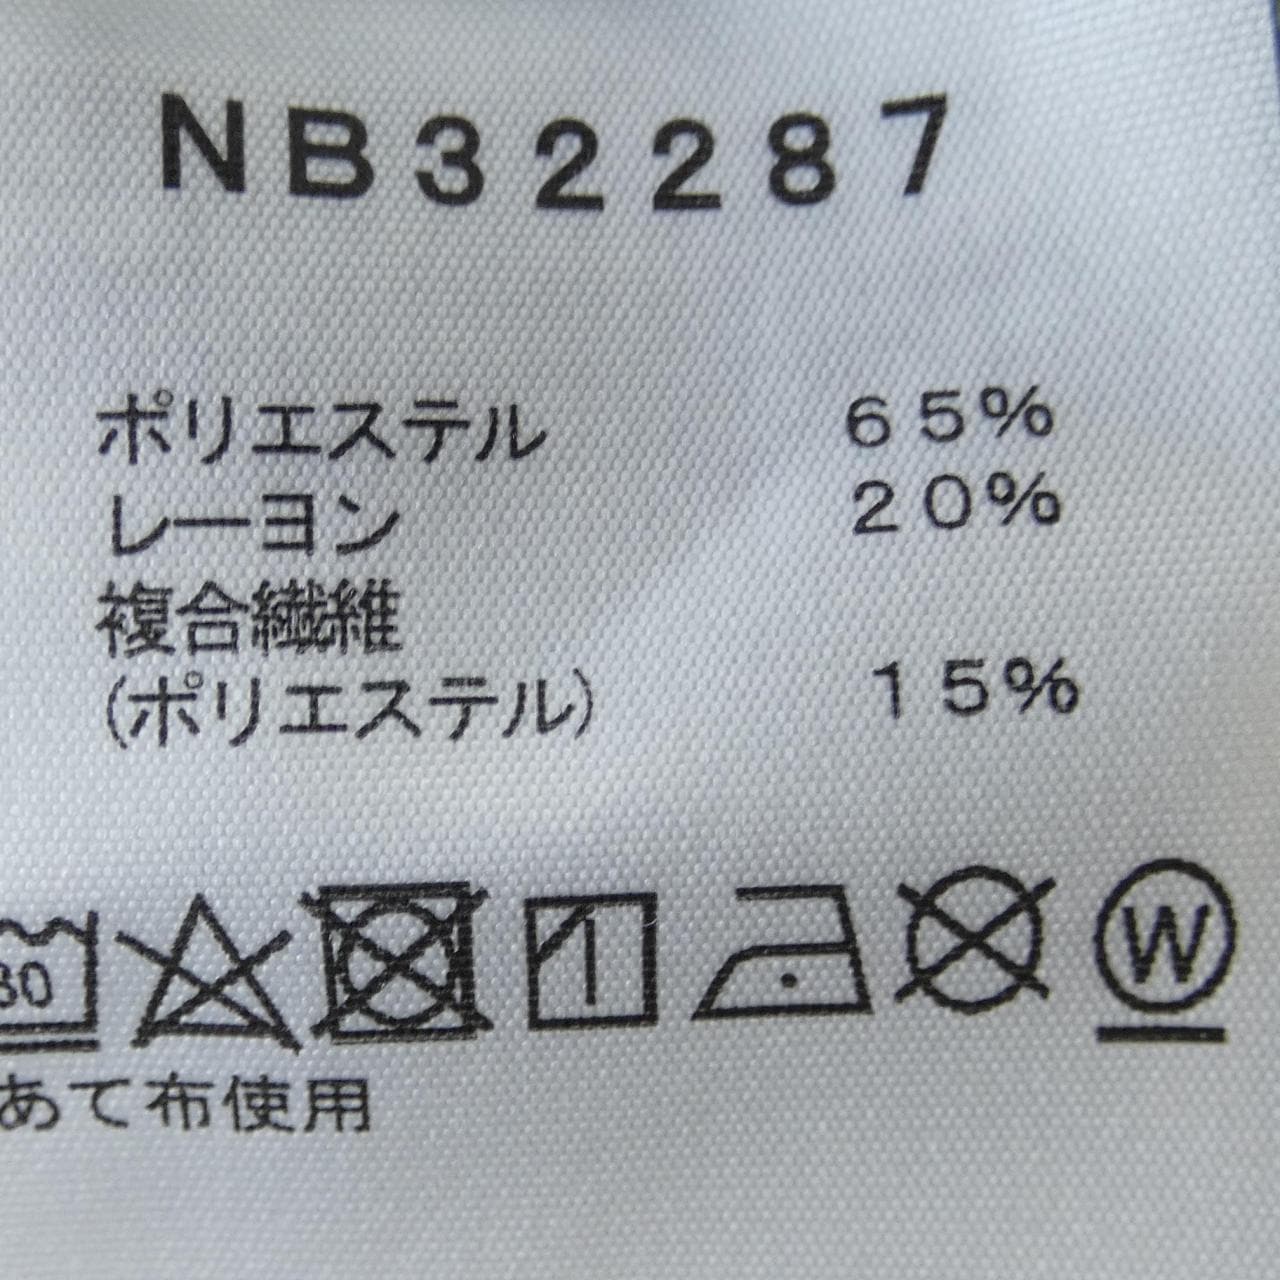 NB32287
ポリエステル 65%
レーヨン 20%
複合繊維
(ポリエステル) 15%
30 W
あて布使用